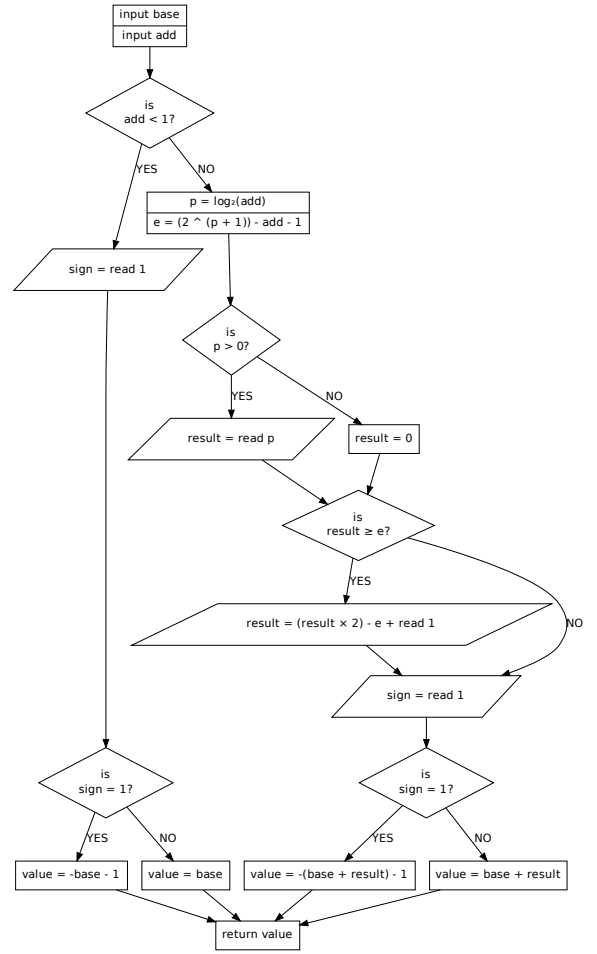 input base
input add
is
add < 1?
YES
NO
p = log₂(add)
e = (2 ^ (p + 1)) - add - 1
sign = read 1
is
p > 0?
YES
NO
result = read p
result = 0
is
result ≥ e?
YES
result = (result × 2) - e + read 1
NO
sign = read 1
is
sign = 1?
is
sign = 1?
YES
NO
YES
NO
value = -base - 1
value = base
value = -(base + result) - 1
value = base + result
return value